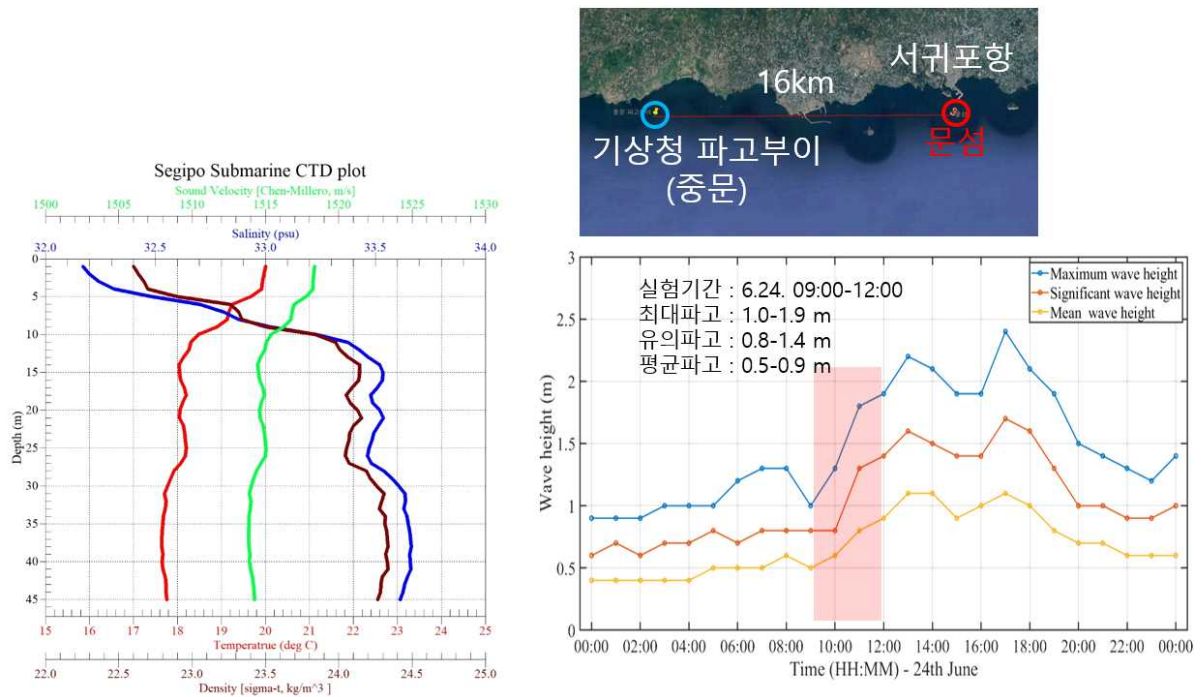 서귀포항
16km
기상청 파고부이
(중문)
문섬
Segipo Submarine CTD plot
Sound Velocity [Chen-Millero, m/s]
1500 1503 1506 1509 1512 1515 1518 1521 1524 1527 1530
Salinity (psu)
32.0 32.5 33.0 33.5 34.0
Depth (m)
0
5
10
15
20
25
30
35
40
45
15 16 17 18 19 20 21 22 23 24 25
Temperatrue (deg C)
22.0 22.5 23.0 23.5 24.0 24.5 25.0
Density [sigma-t, kg/m^3 ]
실험기간 : 6.24. 09:00-12:00
최대파고 : 1.0-1.9 m
유의파고 : 0.8-1.4 m
평균파고 : 0.5-0.9 m
Maximum wave height
Significant wave height
Mean wave height
Wave height (m)
3
2.5
2
1.5
1
0.5
0
00:00 02:00 04:00 06:00 08:00 10:00 12:00 14:00 16:00 18:00 20:00 22:00 00:00
Time (HH:MM) - 24th June